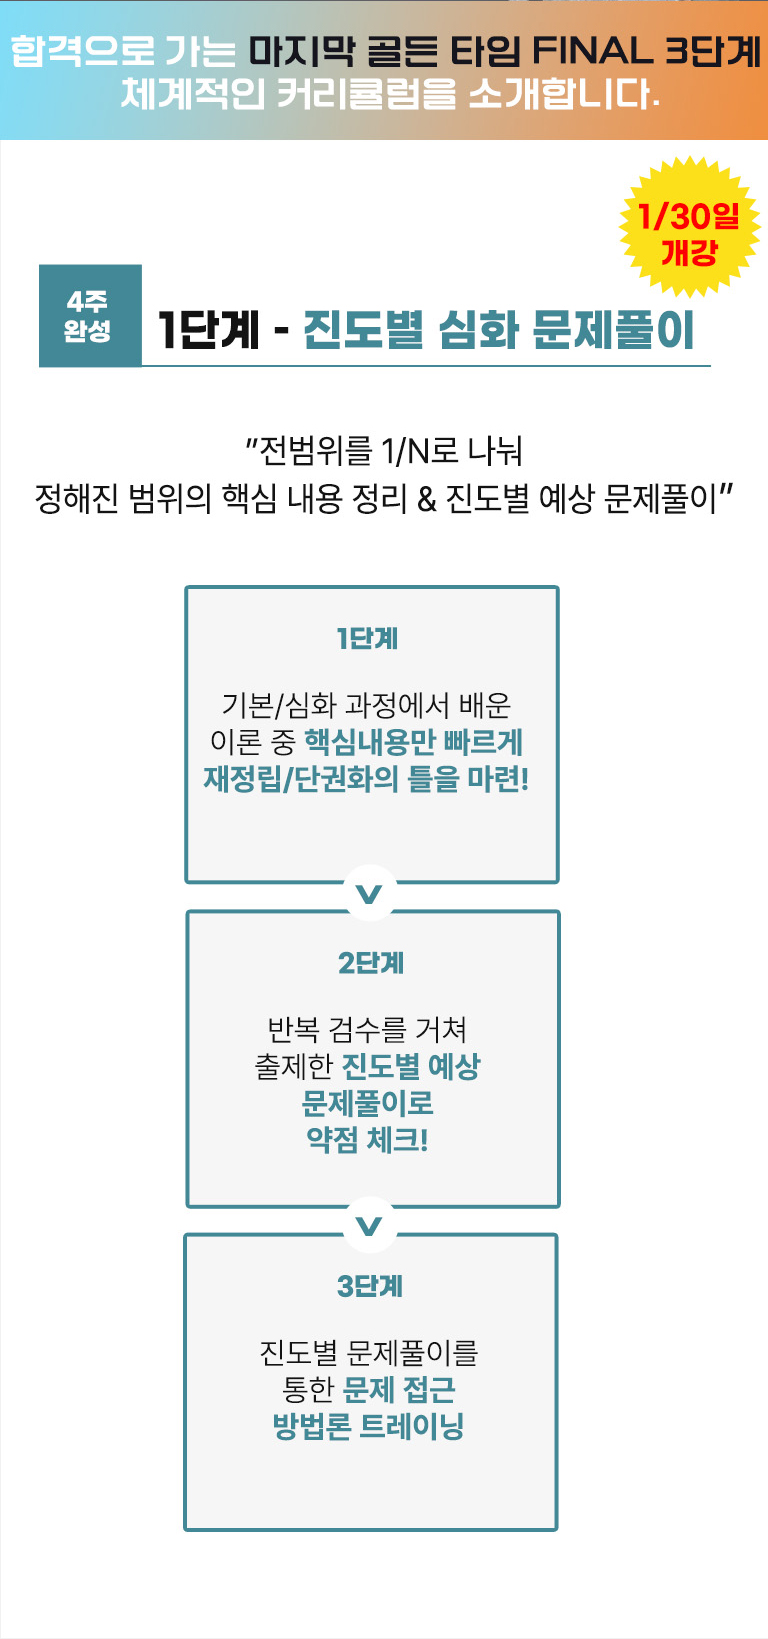 합격으로 가는 마지막 골든 타임 FINAL 3단계
체계적인 커리큘럼을 소개합니다.
1/30일
개강
4주
완성
1단계 - 진도별 심화 문제풀이
"전범위를 1/N로 나눠
정해진 범위의 핵심 내용 정리 & 진도별 예상 문제풀이"
1단계
기본/심화 과정에서 배운
이론 중 핵심내용만 빠르게
재정립/단권화의 틀을 마련!
V
2단계
반복 검수를 거쳐
출제한 진도별 예상
문제풀이로
약점 체크!
V
3단계
진도별 문제풀이를
통한 문제 접근
방법론 트레이닝